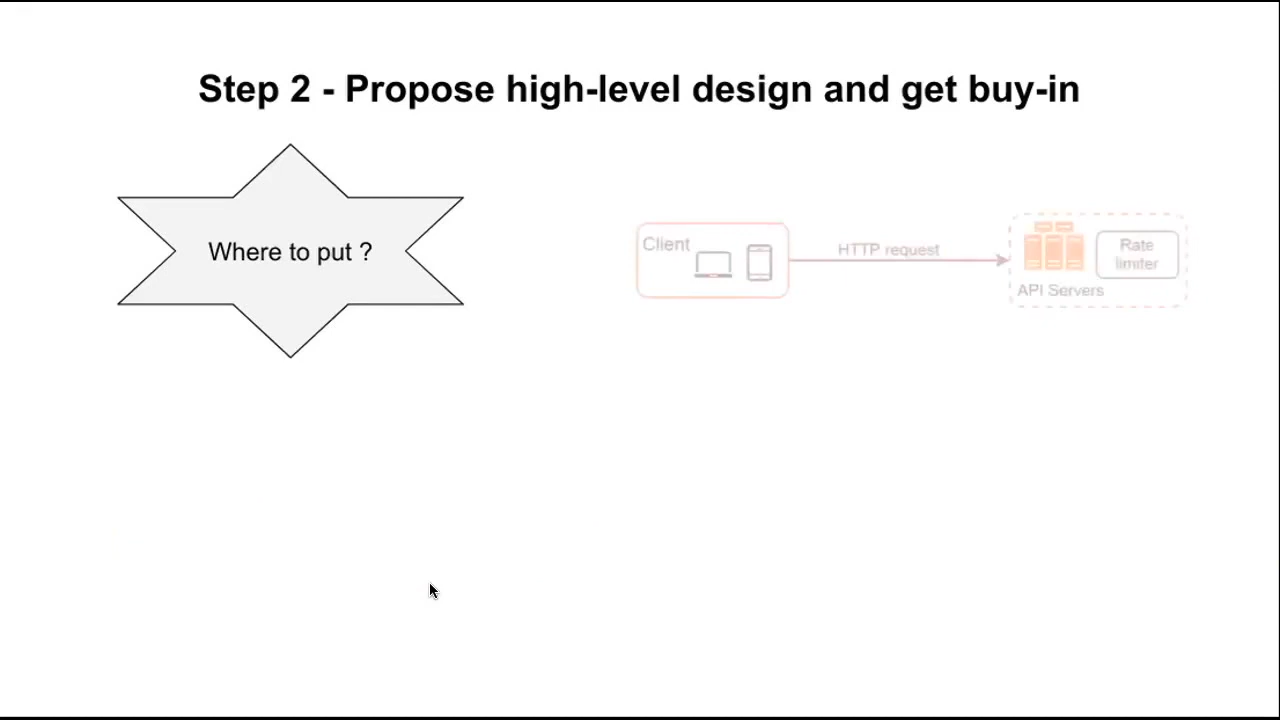 Step 2 - Propose high-level design and get buy-in
Where to put ?
Client
HTTP request
Rate
limiter
API Servers